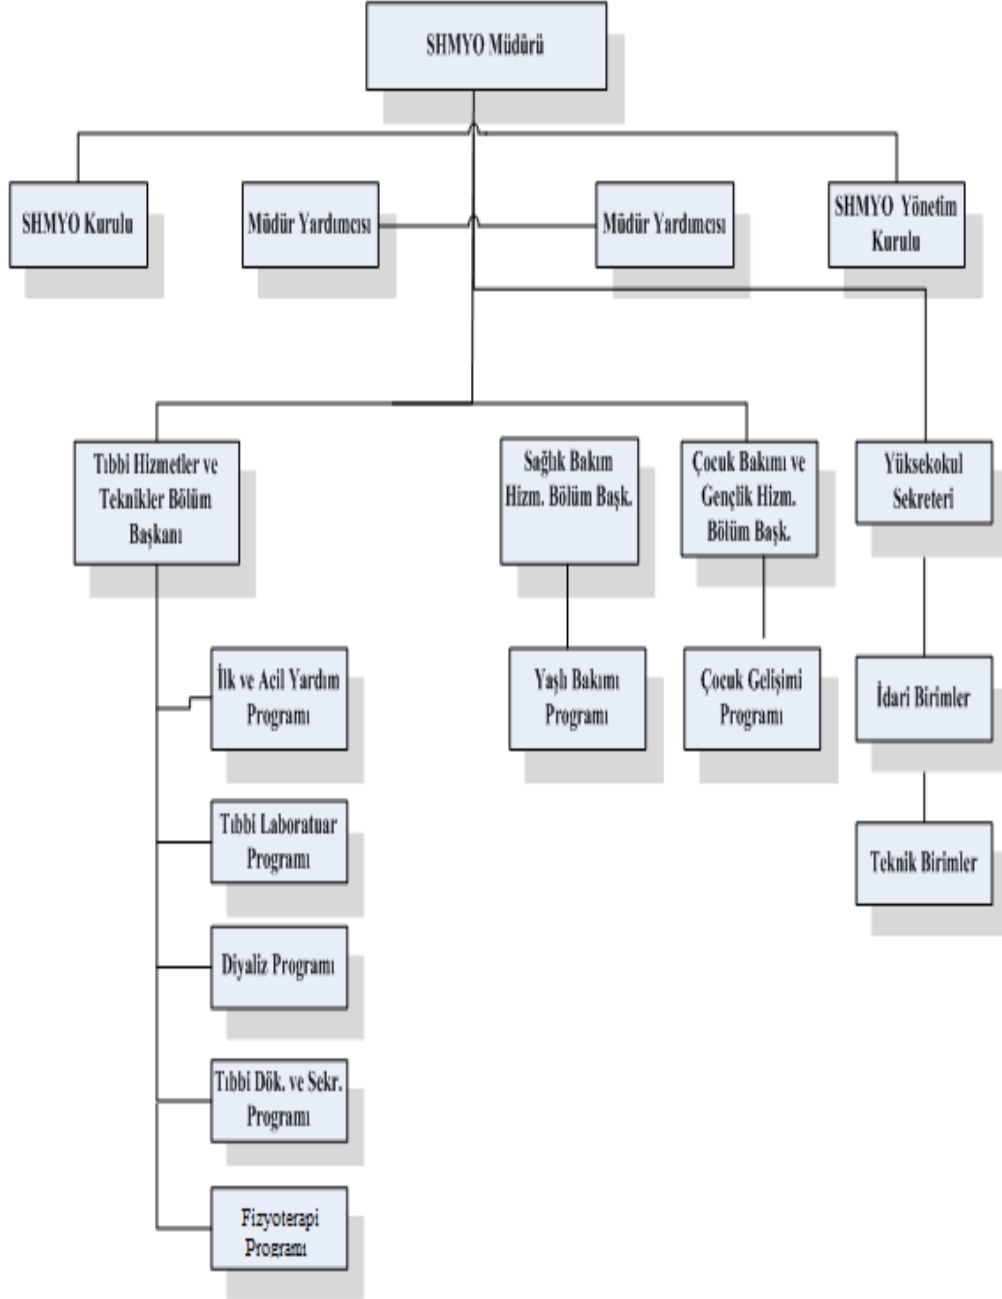 SHMYO Müdürü
SHMYO Kurulu
Müdür Yardımcısı
Müdür Yardımcısı
SHMYO Yönetim
Kurulu
Tıbbi Hizmetler ve
Teknikler Bölüm
Başkanı
Sağlık Bakım
Hizm. Bölüm Başk.
Çocuk Bakımı ve
Gençlik Hizm.
Bölüm Başk.
Yüksekokul
Sekreteri
İlk ve Acil Yardım
Programı
Yaşlı Bakımı
Programı
Çocuk Gelişimi
Programı
İdari Birimler
Tıbbi Laboratuar
Programı
Teknik Birimler
Diyaliz Programı
Tıbbi Dök. ve Sekr.
Programı
Fizyoterapi
Programı